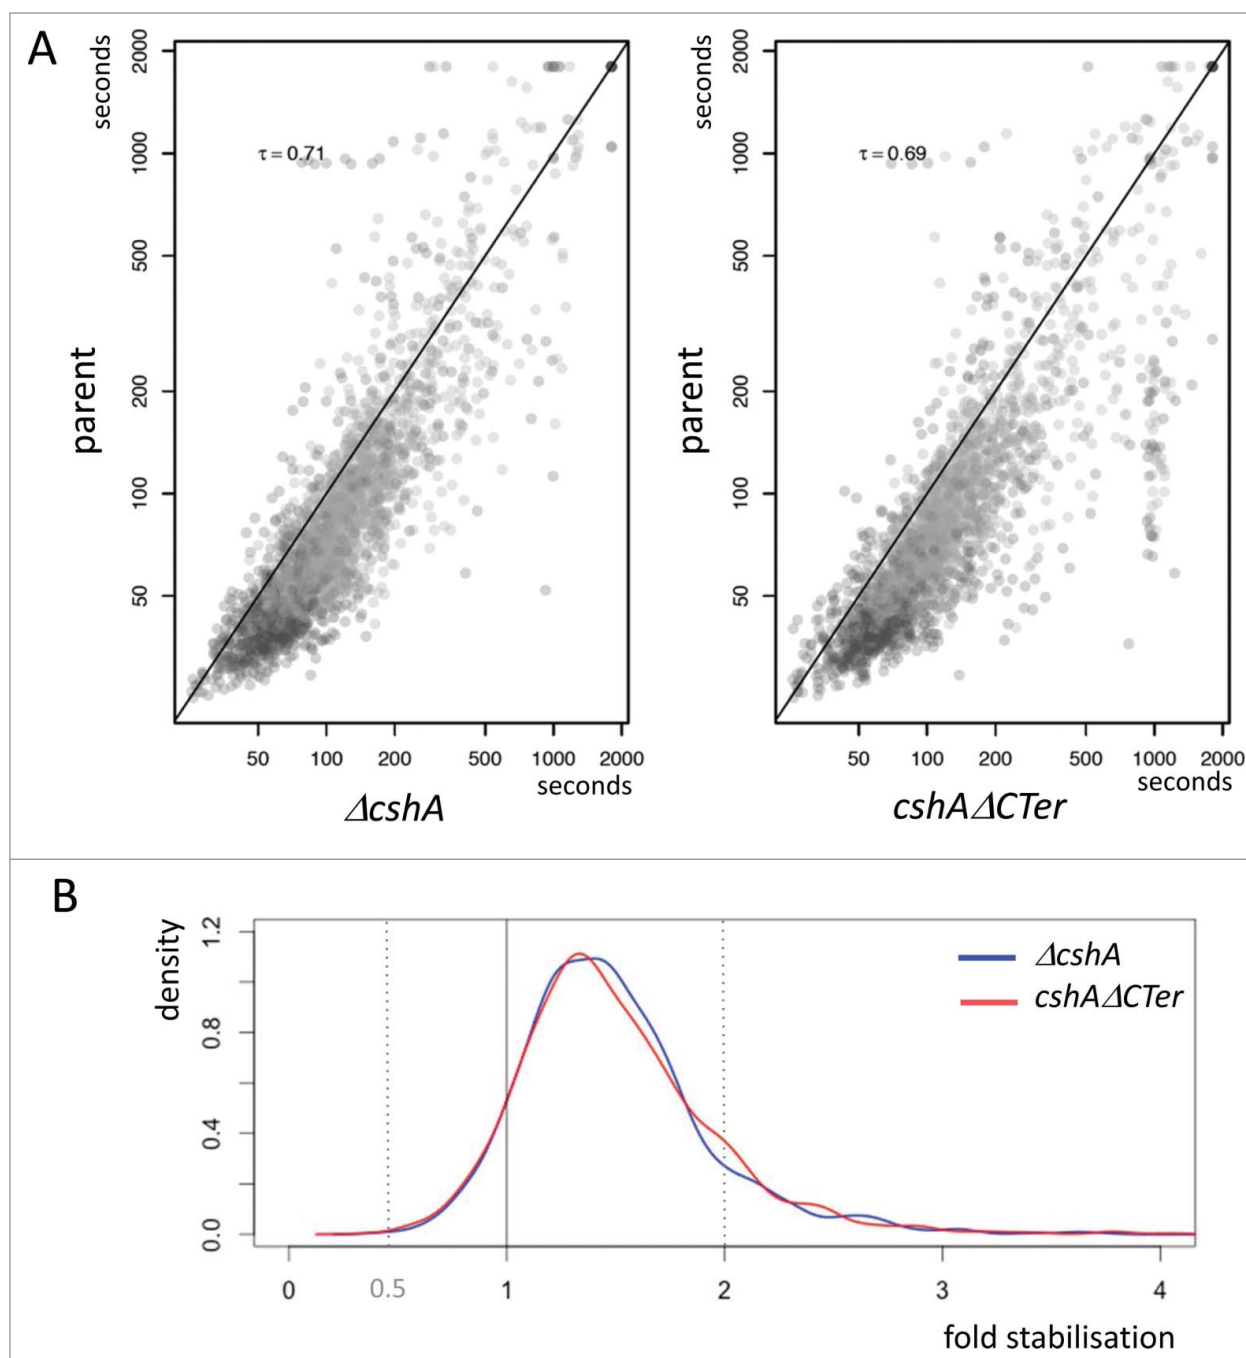 A
seconds
2000
1000
500
200
100
50
parent
τ = 0.71
50 100 200 500 1000 2000
seconds
ΔcshA
seconds
2000
1000
500
200
100
50
parent
τ = 0.69
50 100 200 500 1000 2000
seconds
cshAΔCTer
B
density
1.2
0.8
0.4
0.0
ΔcshA
cshAΔCTer
0 0.5 1 2 3 4
fold stabilisation